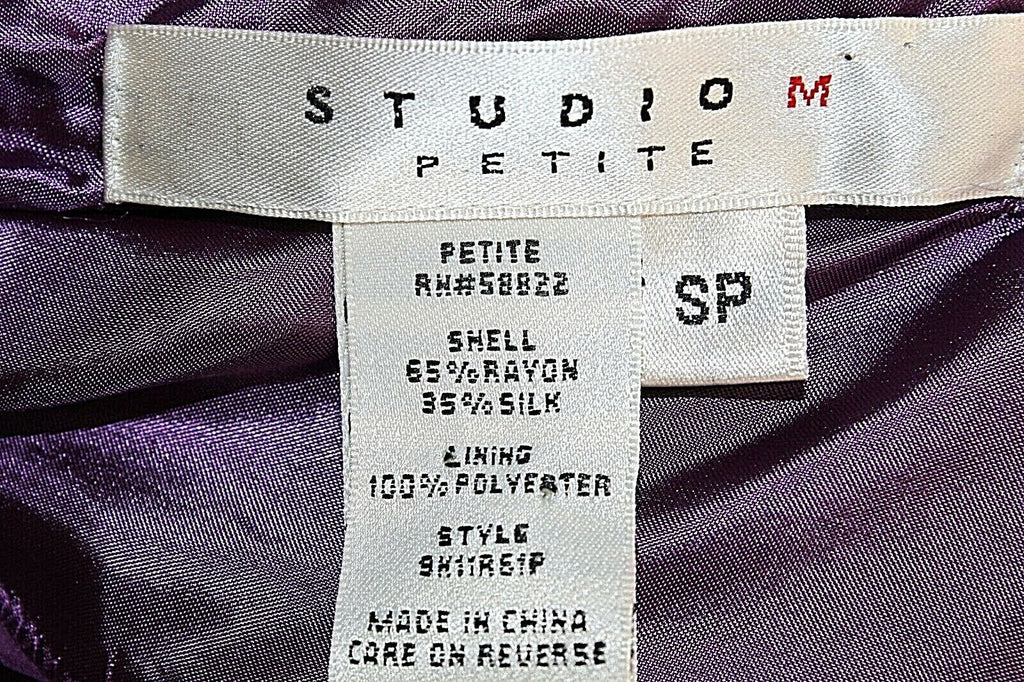 STUDIO M
PETITE
SP
PETITE
RN#58822
SHELL
65% RAYON
35% SILK
LINING
100% POLYESTER
STYLE
9H11R61P
MADE IN CHINA
CARE ON REVERSE